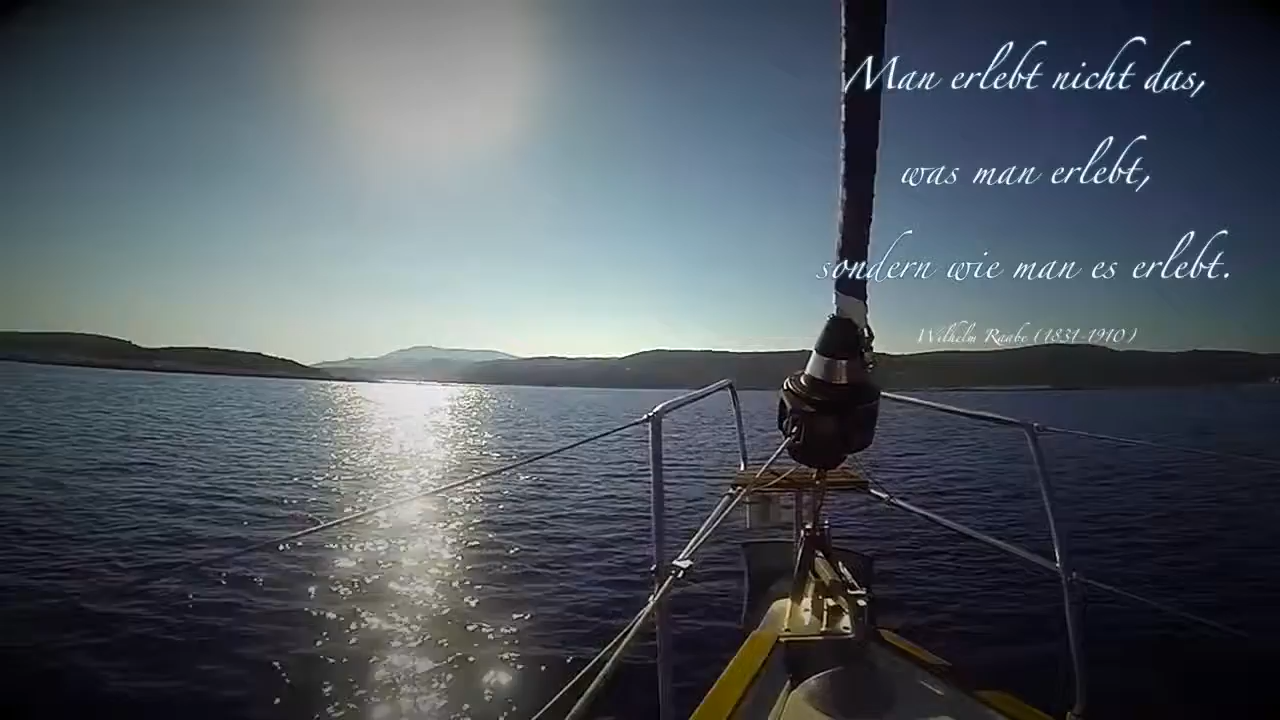 Man erlebt nicht das,
was man erlebt,
sondern wie man es erlebt.
Wilhelm Raabe (1831-1910)